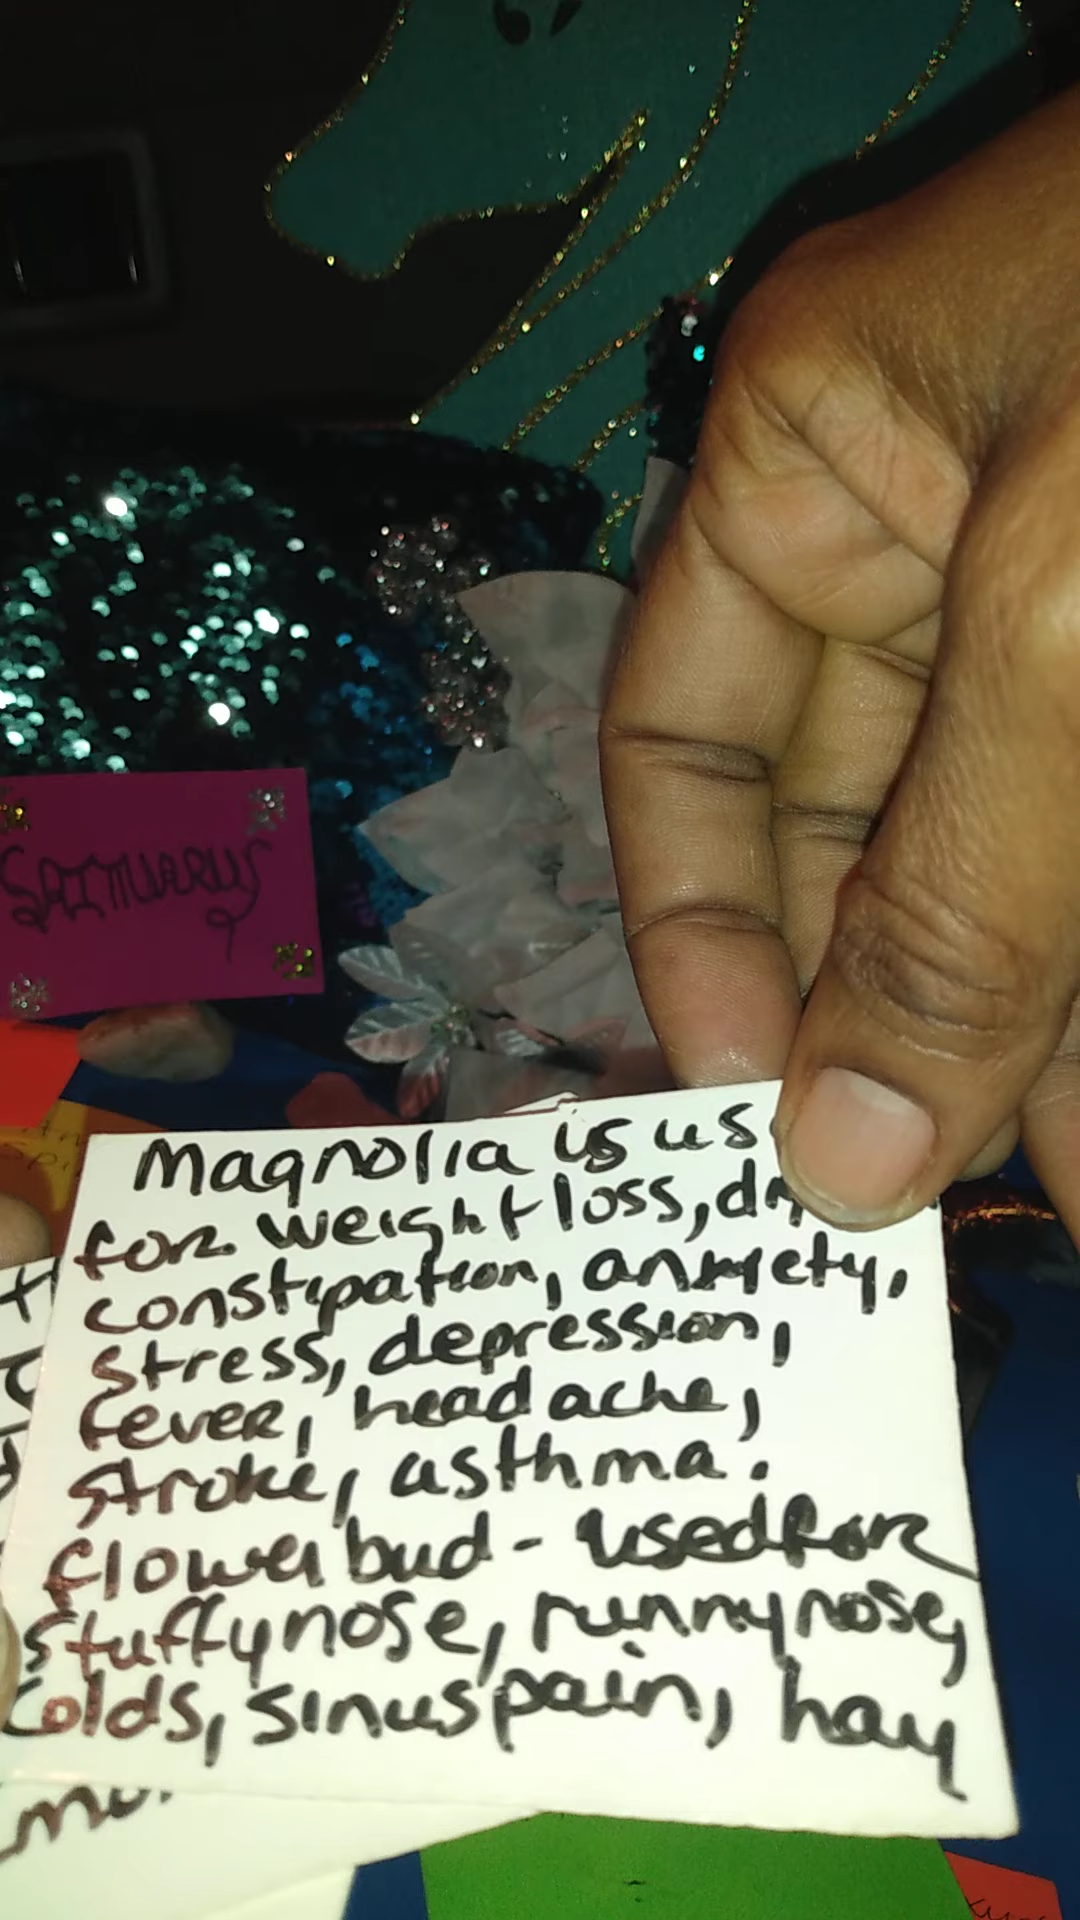 Magnolia is us
for weight loss, d
constipation, anxiety,
stress, depression,
fever, headache,
stroke, asthma.
flower bud - used for
stuffy nose, runny nose,
colds, sinus pain, hay